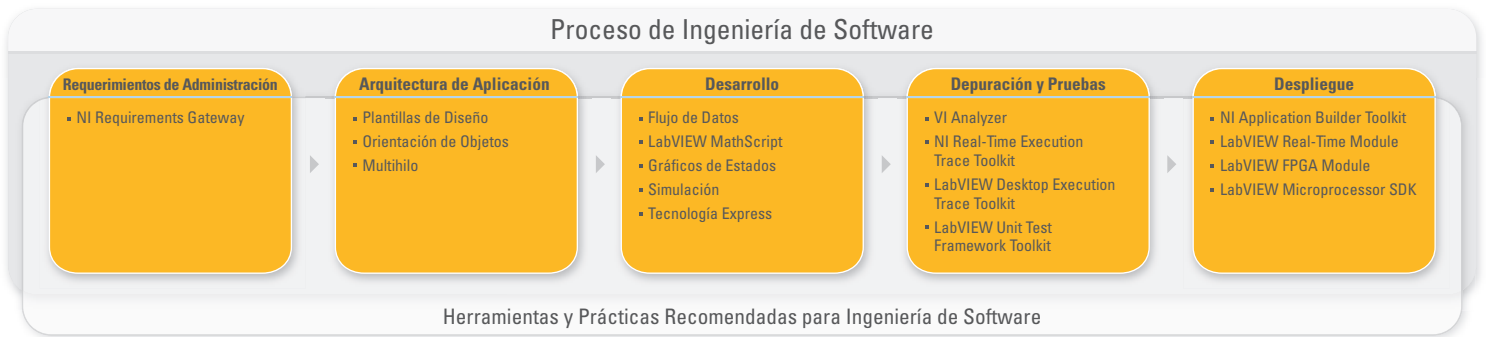 Proceso de Ingeniería de Software
Requerimientos de Administración
▪ NI Requirements Gateway
Arquitectura de Aplicación
▪ Plantillas de Diseño
▪ Orientación de Objetos
▪ Multihilo
Desarrollo
▪ Flujo de Datos
▪ LabVIEW MathScript
▪ Gráficos de Estados
▪ Simulación
▪ Tecnología Express
Depuración y Pruebas
▪ VI Analyzer
▪ NI Real-Time Execution
Trace Toolkit
▪ LabVIEW Desktop Execution
Trace Toolkit
▪ LabVIEW Unit Test
Framework Toolkit
Despliegue
▪ NI Application Builder Toolkit
▪ LabVIEW Real-Time Module
▪ LabVIEW FPGA Module
▪ LabVIEW Microprocessor SDK
Herramientas y Prácticas Recomendadas para Ingeniería de Software